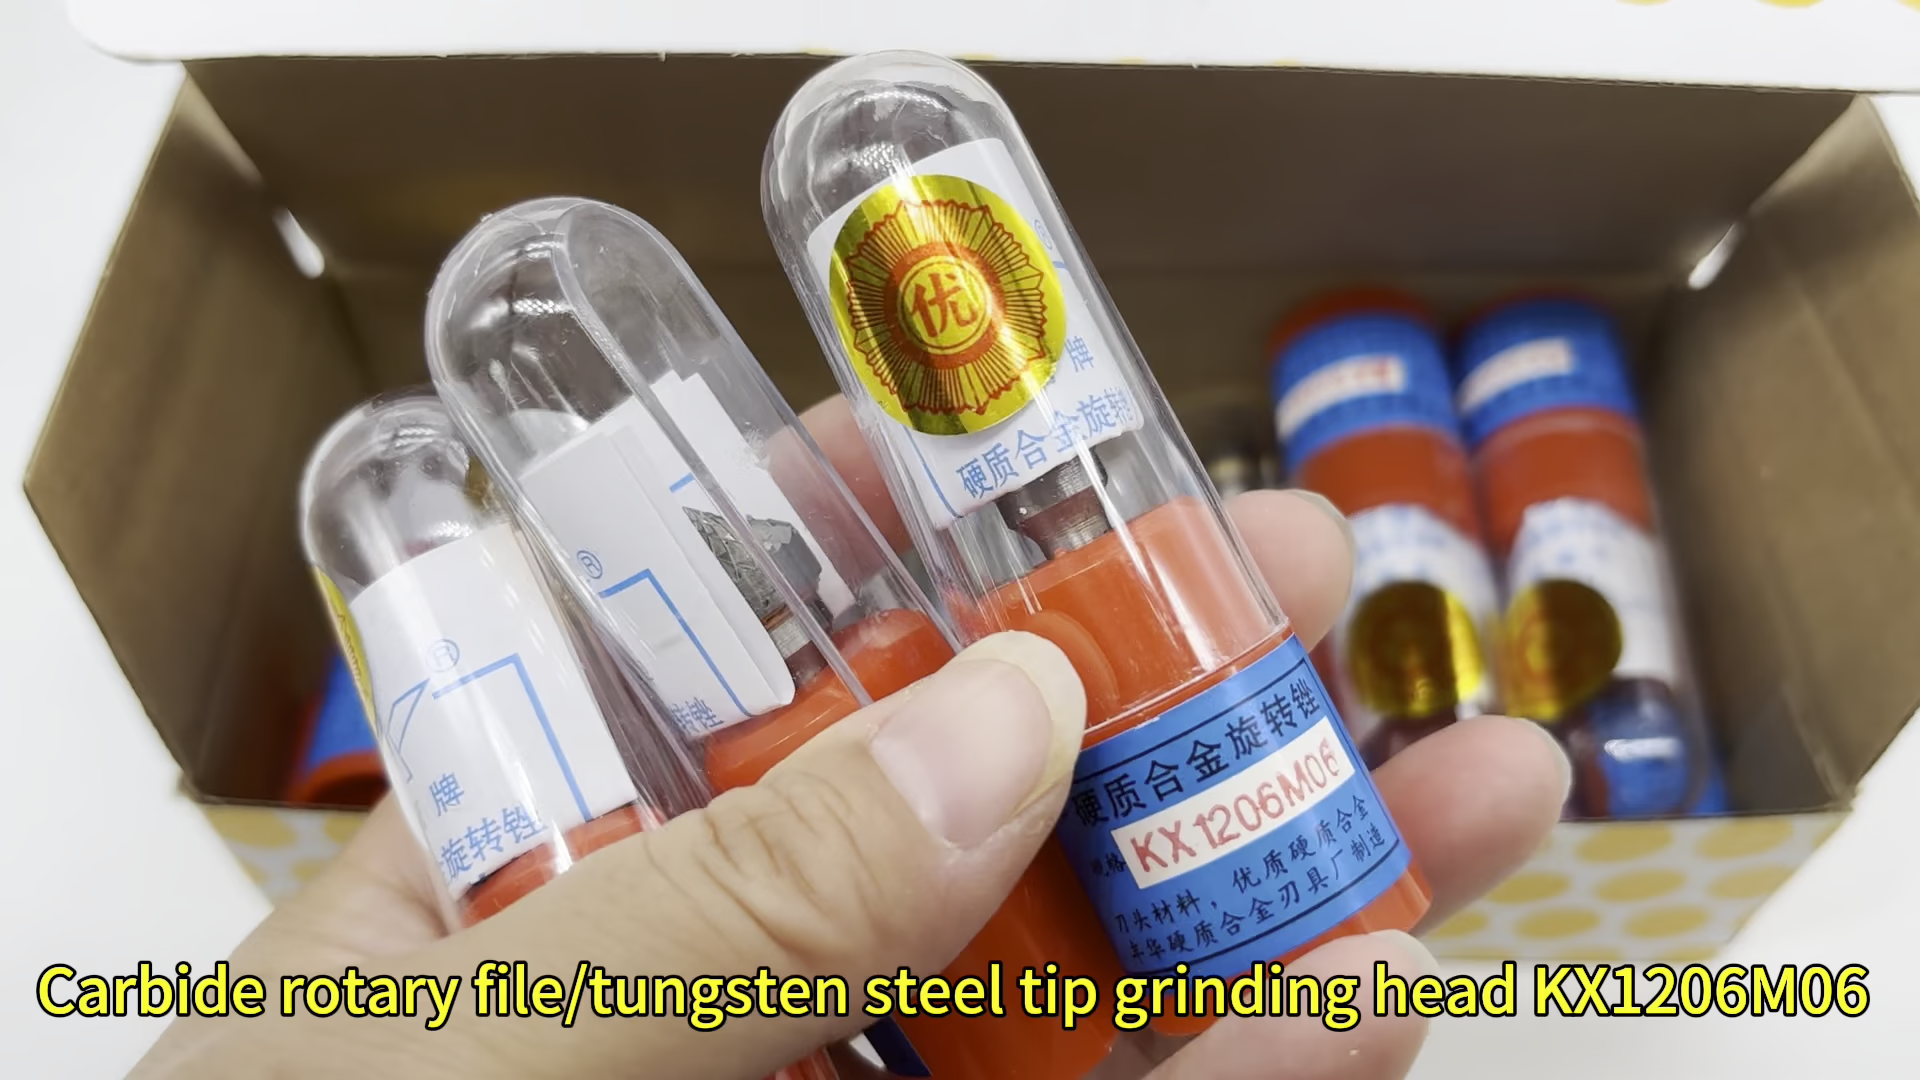 ®
牌
硬质合金旋转
优
®
转锉
®
牌
旋转锉
硬质合金旋转锉
规格 KX1206M06
刀头材料，优质硬质合金
丰华硬质合金刃具厂 制造
Carbide rotary file/tungsten steel tip grinding head KX1206M06